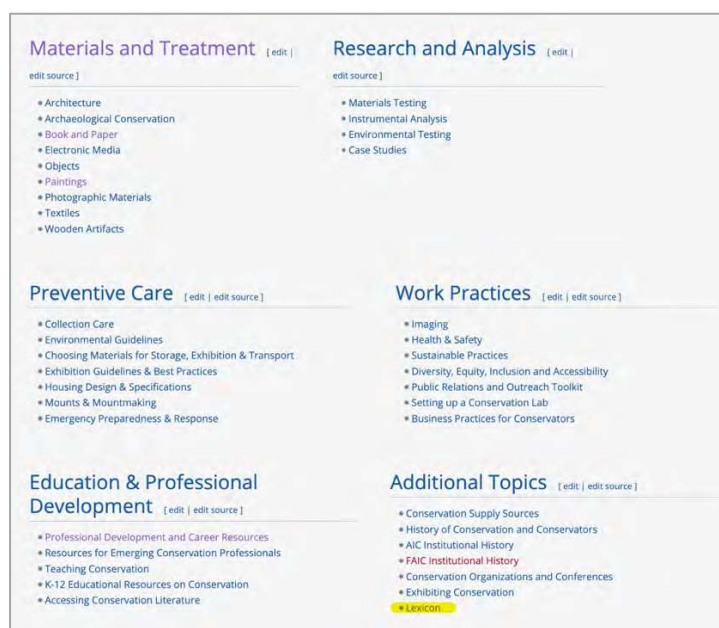 Materials and Treatment [ edit |
edit source ]
• Architecture
• Archaeological Conservation
• Book and Paper
• Electronic Media
• Objects
• Paintings
• Photographic Materials
• Textiles
• Wooden Artifacts
Research and Analysis [ edit |
edit source ]
• Materials Testing
• Instrumental Analysis
• Environmental Testing
• Case Studies
Preventive Care [ edit | edit source ]
• Collection Care
• Environmental Guidelines
• Choosing Materials for Storage, Exhibition & Transport
• Exhibition Guidelines & Best Practices
• Housing Design & Specifications
• Mounts & Mountmaking
• Emergency Preparedness & Response
Work Practices [ edit | edit source ]
• Imaging
• Health & Safety
• Sustainable Practices
• Diversity, Equity, Inclusion and Accessibility
• Public Relations and Outreach Toolkit
• Setting up a Conservation Lab
• Business Practices for Conservators
Education & Professional
Development [ edit | edit source ]
• Professional Development and Career Resources
• Resources for Emerging Conservation Professionals
• Teaching Conservation
• K-12 Educational Resources on Conservation
• Accessing Conservation Literature
Additional Topics [ edit | edit source ]
• Conservation Supply Sources
• History of Conservation and Conservators
• AIC Institutional History
• FAIC Institutional History
• Conservation Organizations and Conferences
• Exhibiting Conservation
• Lexicon